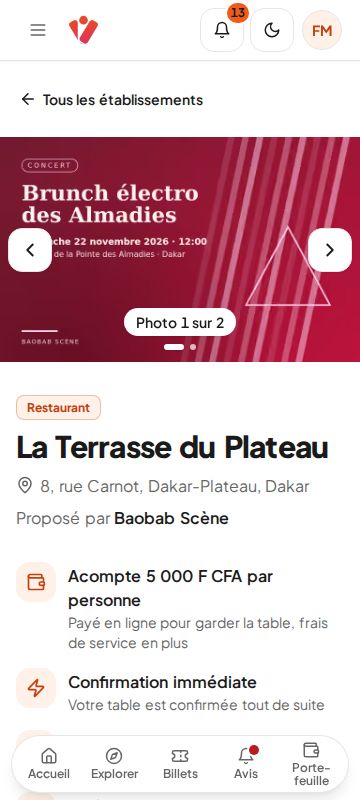 13
FM
Tous les établissements
CONCERT
Brunch électro
des Almadies
che 22 novembre 2026 · 12:00
de la Pointe des Almadies · Dakar
Photo 1 sur 2
BAOBAB SCÈNE
Restaurant
La Terrasse du Plateau
8, rue Carnot, Dakar-Plateau, Dakar
Proposé par Baobab Scène
Acompte 5 000 F CFA par
personne
Payé en ligne pour garder la table, frais
de service en plus
Confirmation immédiate
Votre table est confirmée tout de suite
Accueil
Explorer
Billets
Avis
Porte-
feuille